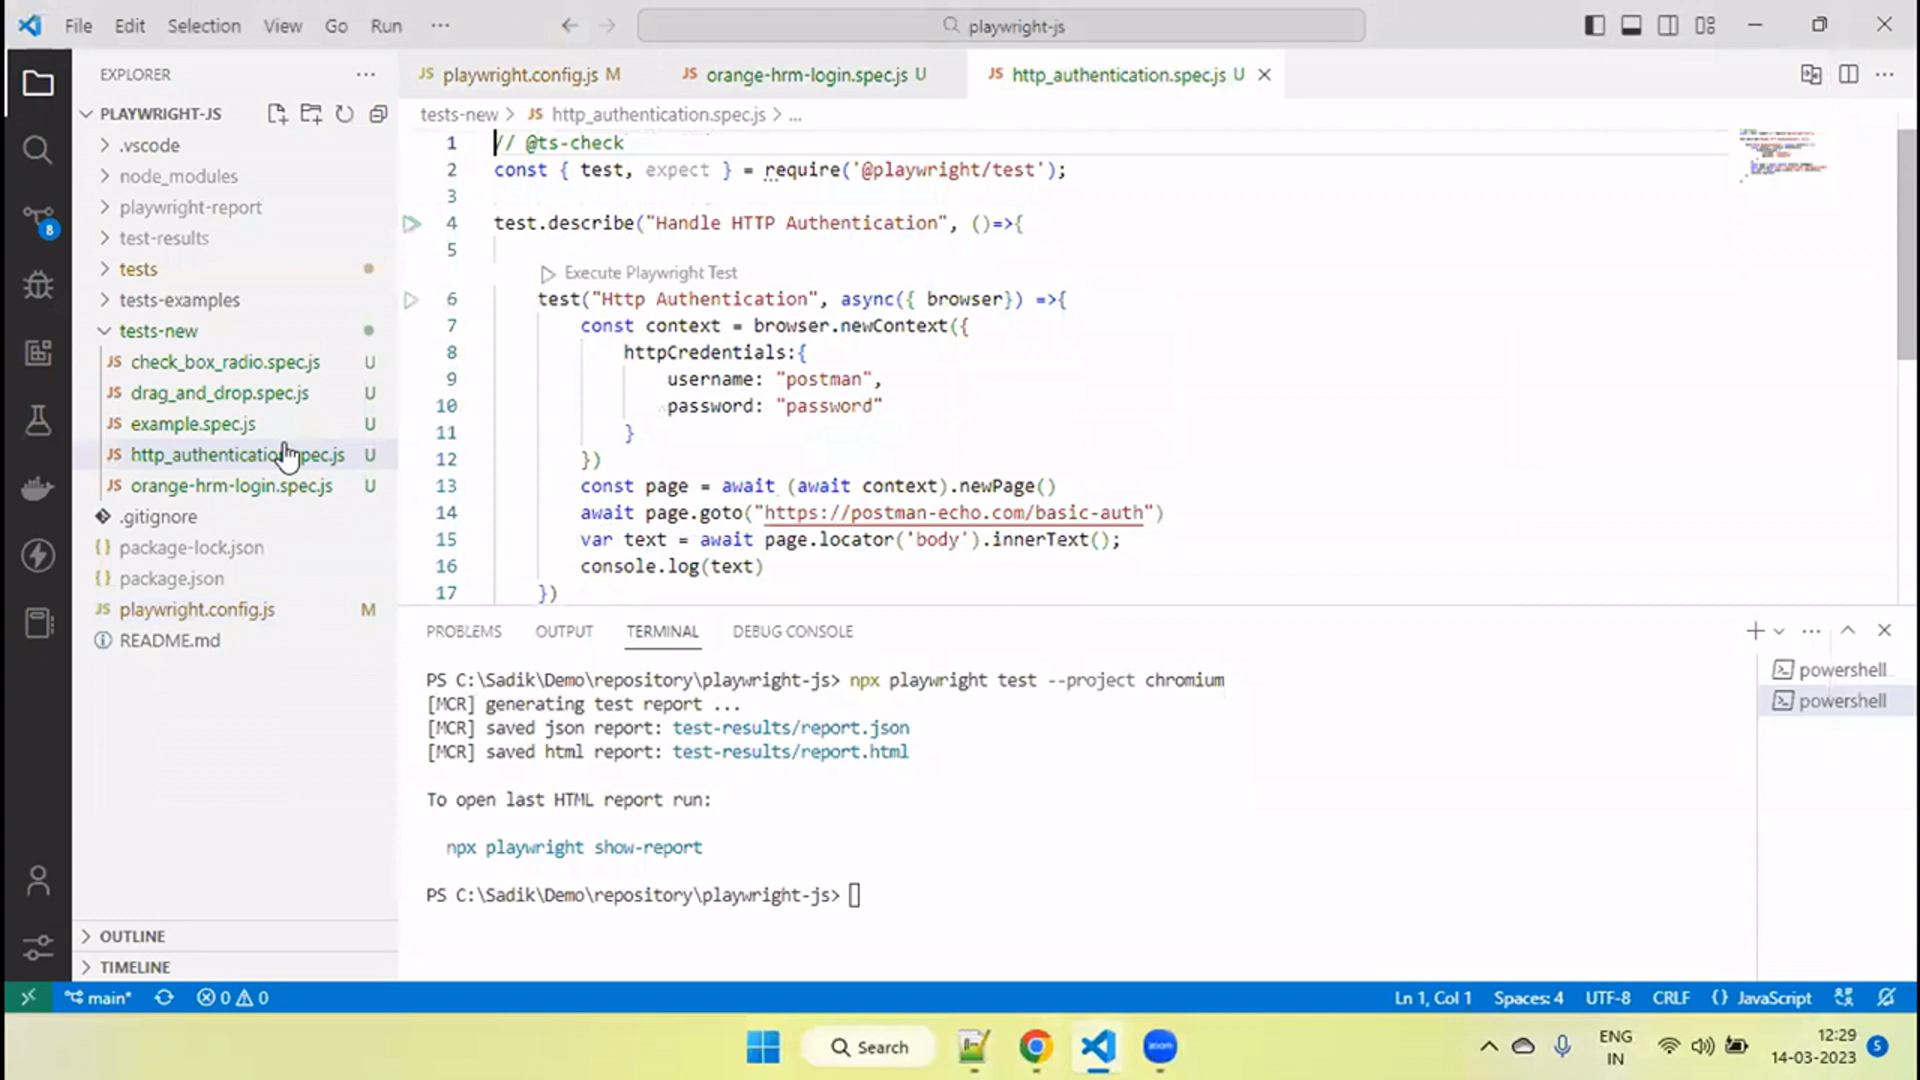 File Edit Selection View Go Run ···
playwright-js
EXPLORER
PLAYWRIGHT-JS
.vscode
node_modules
playwright-report
test-results
tests
tests-examples
tests-new
JS check_box_radio.spec.js U
JS drag_and_drop.spec.js U
JS example.spec.js U
JS http_authentication.spec.js U
JS orange-hrm-login.spec.js U
.gitignore
{} package-lock.json
{} package.json
JS playwright.config.js M
README.md
OUTLINE
TIMELINE
8
JS playwright.config.js M
JS orange-hrm-login.spec.js U
JS http_authentication.spec.js U
tests-new > JS http_authentication.spec.js > ...
1 // @ts-check
2 const { test, expect } = require('@playwright/test');
3
4 test.describe("Handle HTTP Authentication", ()=>{
5
Execute Playwright Test
6 test("Http Authentication", async({ browser}) =>{
7 const context = browser.newContext({
8 httpCredentials:{
9 username: "postman",
10 password: "password"
11 }
12 })
13 const page = await (await context).newPage()
14 await page.goto("https://postman-echo.com/basic-auth")
15 var text = await page.locator('body').innerText();
16 console.log(text)
17 })
PROBLEMS OUTPUT TERMINAL DEBUG CONSOLE
PS C:\Sadik\Demo\repository\playwright-js> npx playwright test --project chromium
[MCR] generating test report ...
[MCR] saved json report: test-results/report.json
[MCR] saved html report: test-results/report.html
To open last HTML report run:
npx playwright show-report
PS C:\Sadik\Demo\repository\playwright-js>
powershell
powershell
main* 0 0
Ln 1, Col 1 Spaces: 4 UTF-8 CRLF {} JavaScript
Search
zoom
ENG
IN
12:29
14-03-2023
5